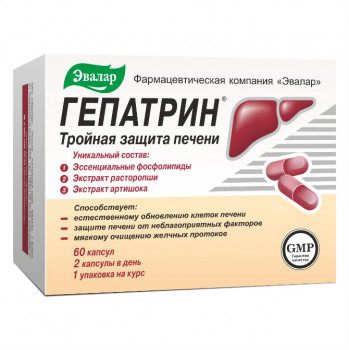 Эвалар
Фармацевтическая компания «Эвалар»
ГЕПАТРИН®
Тройная защита печени
Уникальный состав:
1 Эссенциальные фосфолипиды
2 Экстракт расторопши
3 Экстракт артишока
Способствует:
естественному обновлению клеток печени
защите печени от неблагоприятных факторов
мягкому очищению желчных протоков
60 капсул
2 капсулы в день
1 упаковка на курс
GMP
Гарантия
качества